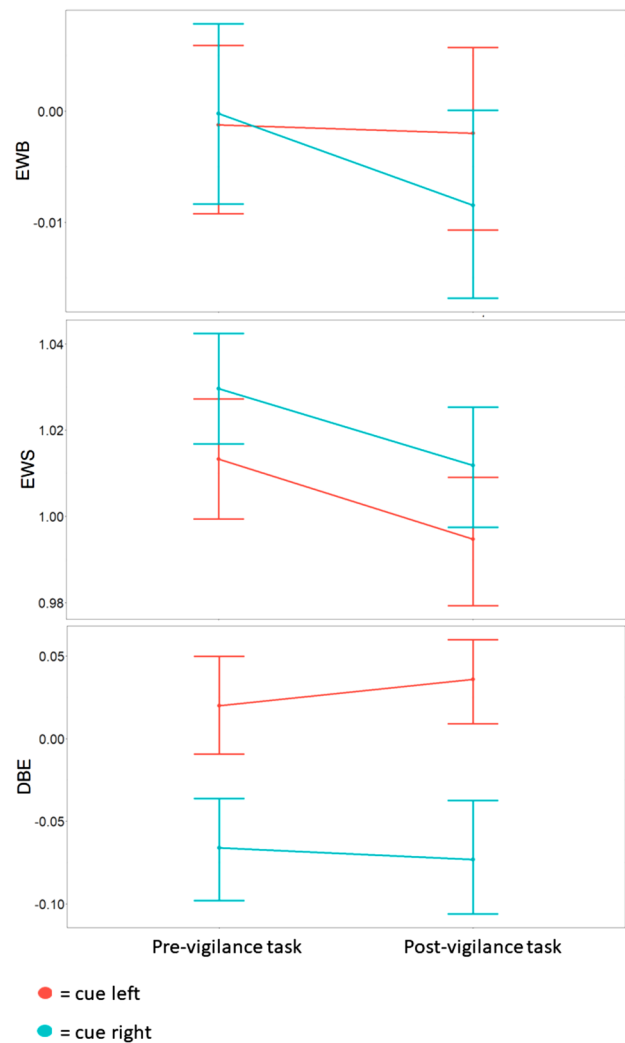 EWB
0.00
-0.01
EWS
1.04
1.02
1.00
0.98
DBE
0.05
0.00
-0.05
-0.10
Pre-vigilance task Post-vigilance task
= cue left
= cue right